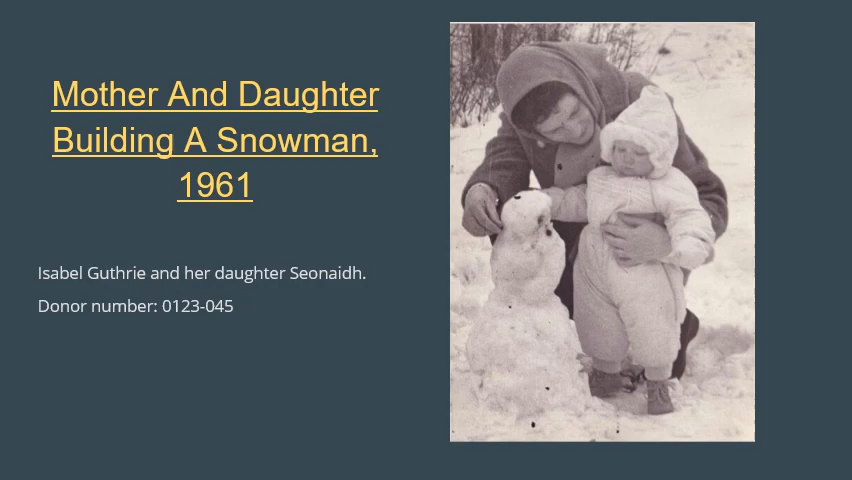 Mother And Daughter
Building A Snowman,
1961
Isabel Guthrie and her daughter Seonaidh.
Donor number: 0123-045